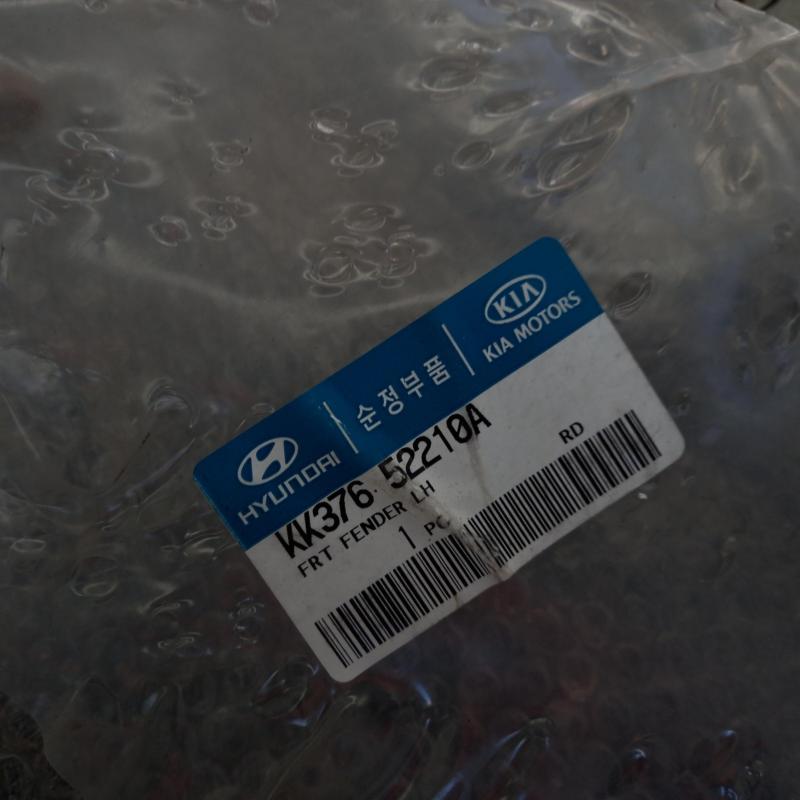 HYUNDAI 순정부품 KIA KIA MOTORS
KK376-52210A
FRT FENDER LH RD
1 PC